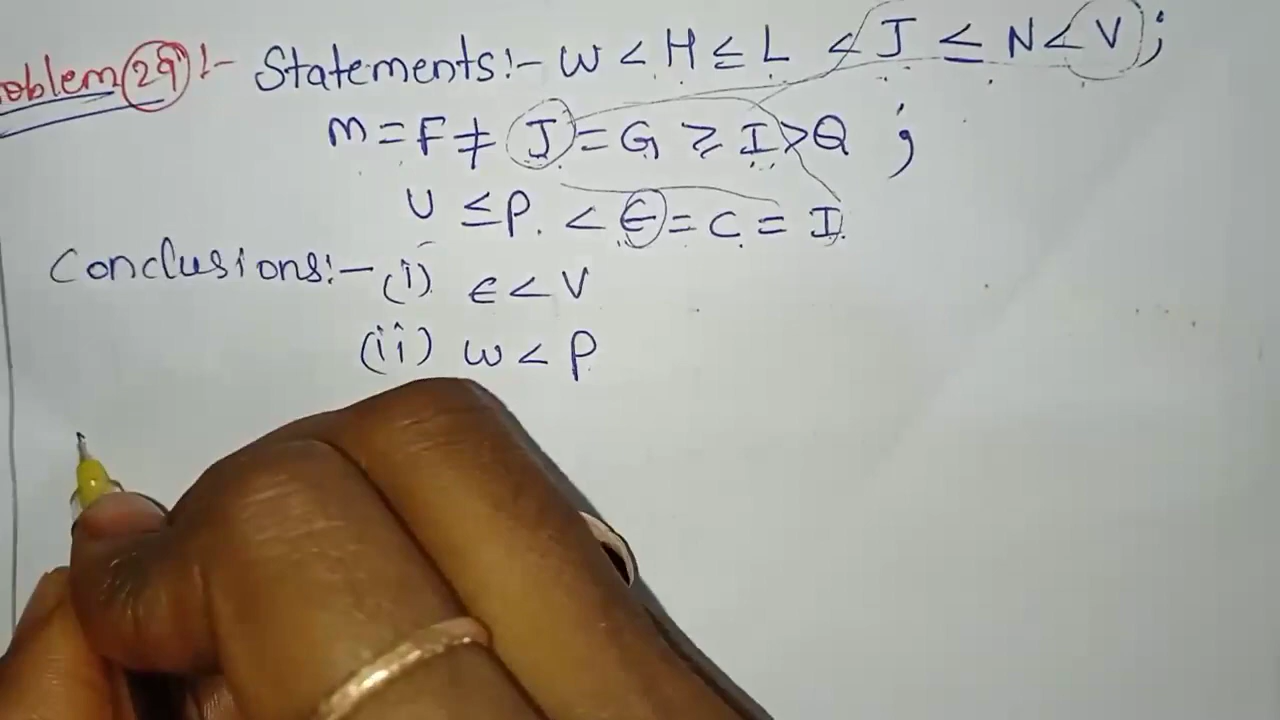 oblem 29 :- Statements:- W < H ≤ L < J ≤ N < V ;
M = F ≠ J = G ≥ I > Q ;
U ≤ P < E = C = I
Conclusions:- (i) E < V
(ii) W < P